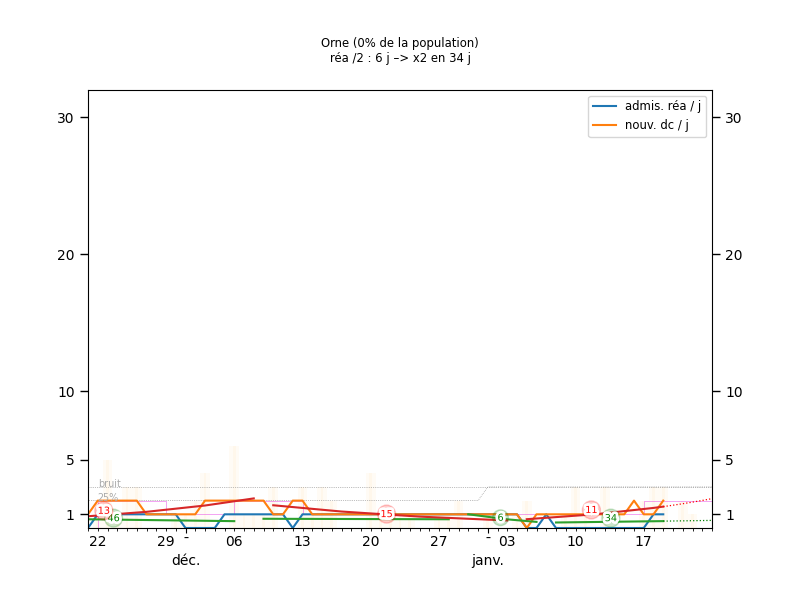 Orne (0% de la population)
réa /2 : 6 j –> x2 en 34 j
admis. réa / j
nouv. dc / j
30 30
20 20
10 10
5 5
bruit
25%
13 46 15 6 11 34
1 1
22 29 - 06 13 20 27 - 03 10 17
déc. janv.